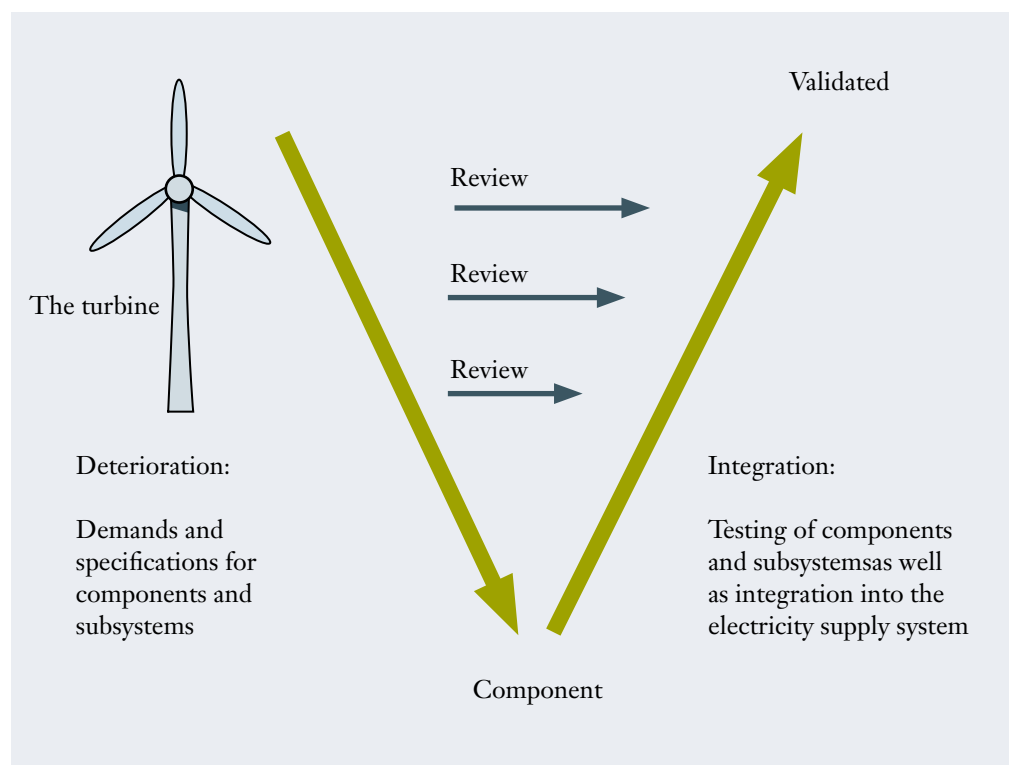 Validated
Review
Review
The turbine
Review
Deterioration:
Demands and
specifications for
components and
subsystems
Integration:
Testing of components
and subsystemsas well
as integration into the
electricity supply system
Component